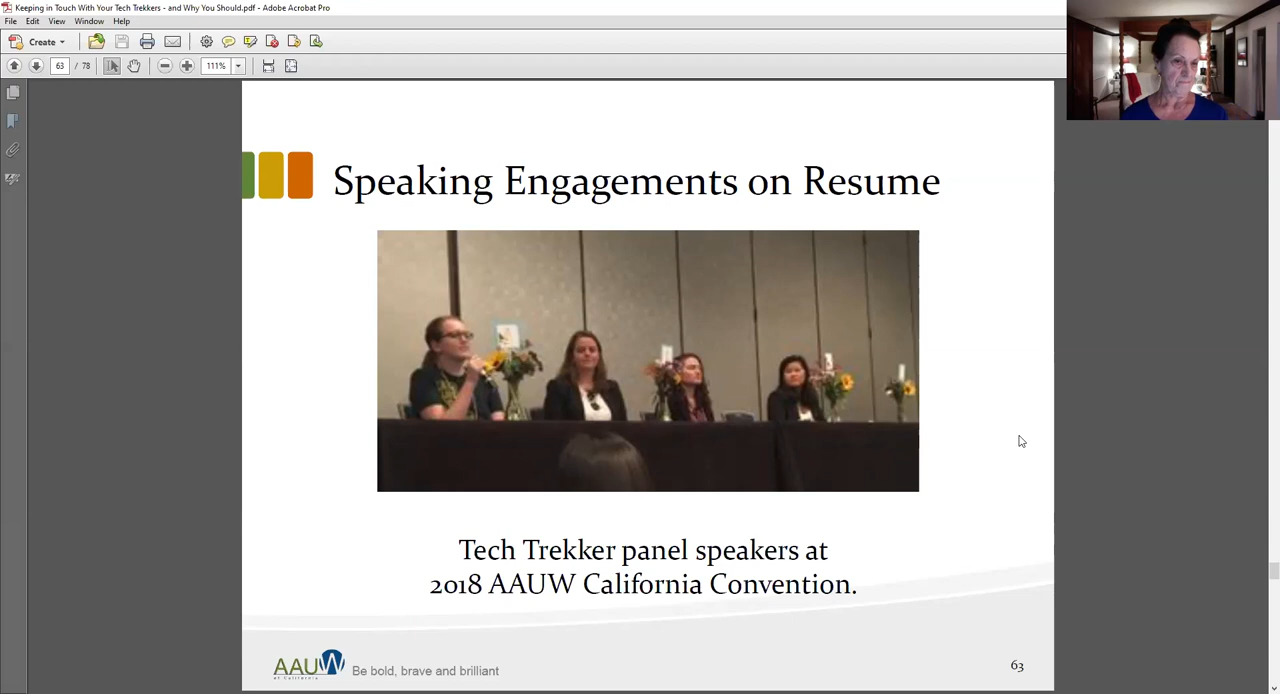 Keeping in Touch With Your Tech Trekkers - and Why You Should.pdf - Adobe Acrobat Pro
File Edit View Window Help
Create
63 / 78 111%
Speaking Engagements on Resume
Tech Trekker panel speakers at
2018 AAUW California Convention.
AAUW Be bold, brave and brilliant
of California
63